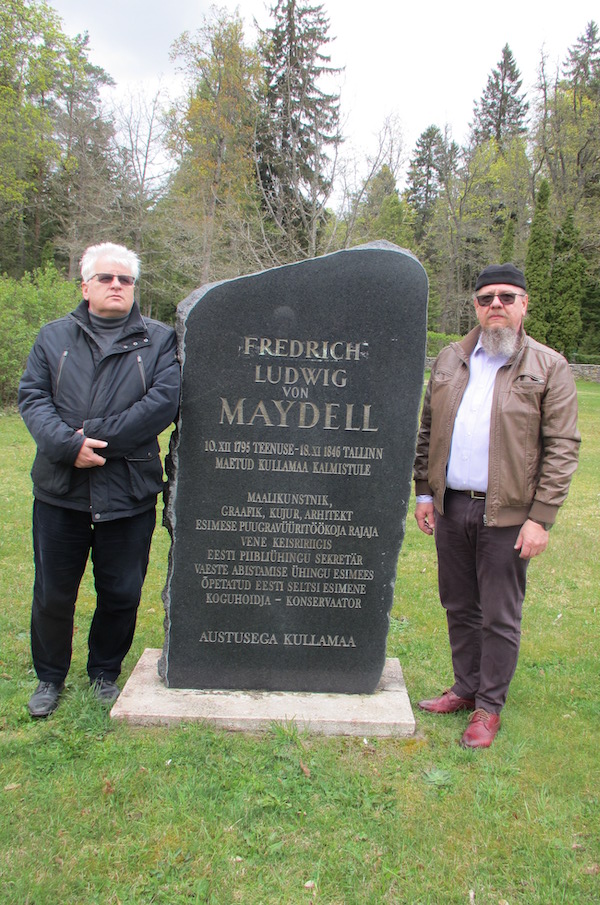 FREDRICH
LUDWIG
VON
MAYDELL
10.XII 1795 TEENUSE-18.XI 1846 TALLINN
MAETUD KULLAMAA KALMISTULE
MAALIKUNSTNIK,
GRAAFIK, KUJUR, ARHITEKT
ESIMESE PUUGRAVÜÜRITÖÖKOJA RAJAJA
VENE KEISRIRIIGIS
EESTI PIIBLIÜHINGU SEKRETÄR
VAESTE ABISTAMISE ÜHINGU ESIMEES
ÕPETATUD EESTI SELTSI ESIMENE
KOGUHOIDJA - KONSERVAATOR
AUSTUSEGA KULLAMAA